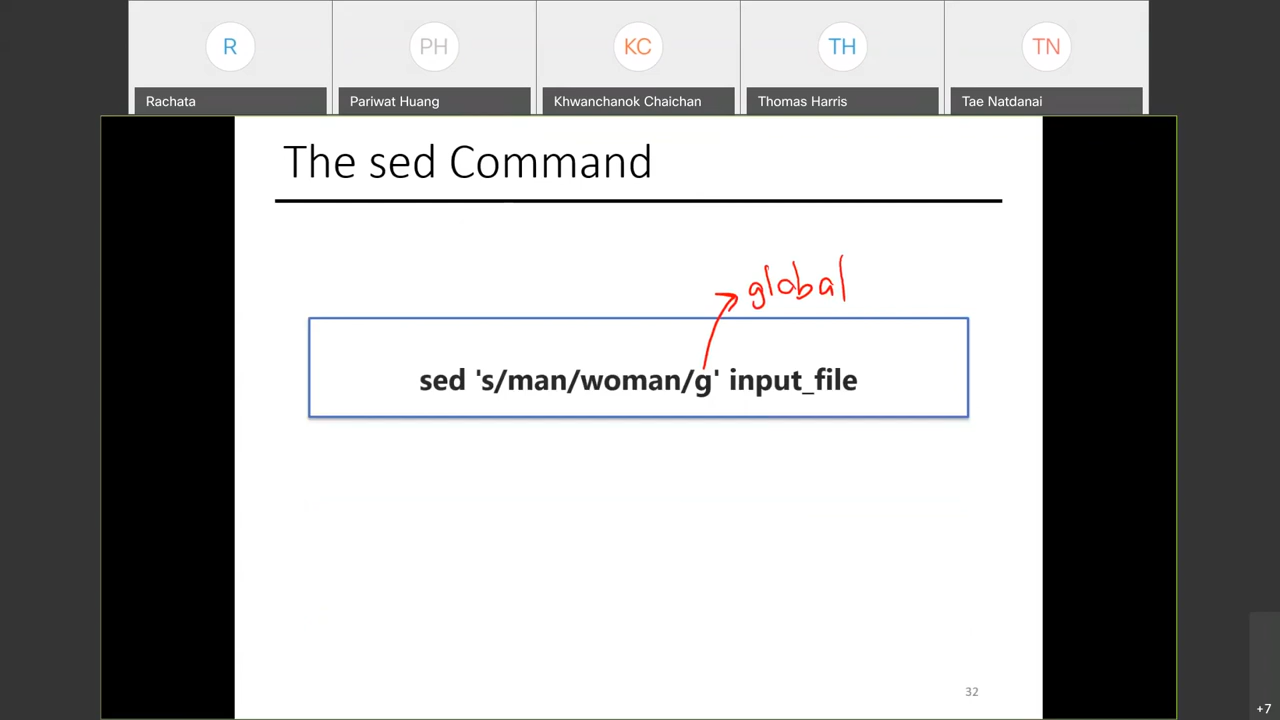 R
PH
KC
TH
TN
Rachata
Pariwat Huang
Khwanchanok Chaichan
Thomas Harris
Tae Natdanai
The sed Command
global
sed 's/man/woman/g' input_file
32
+7